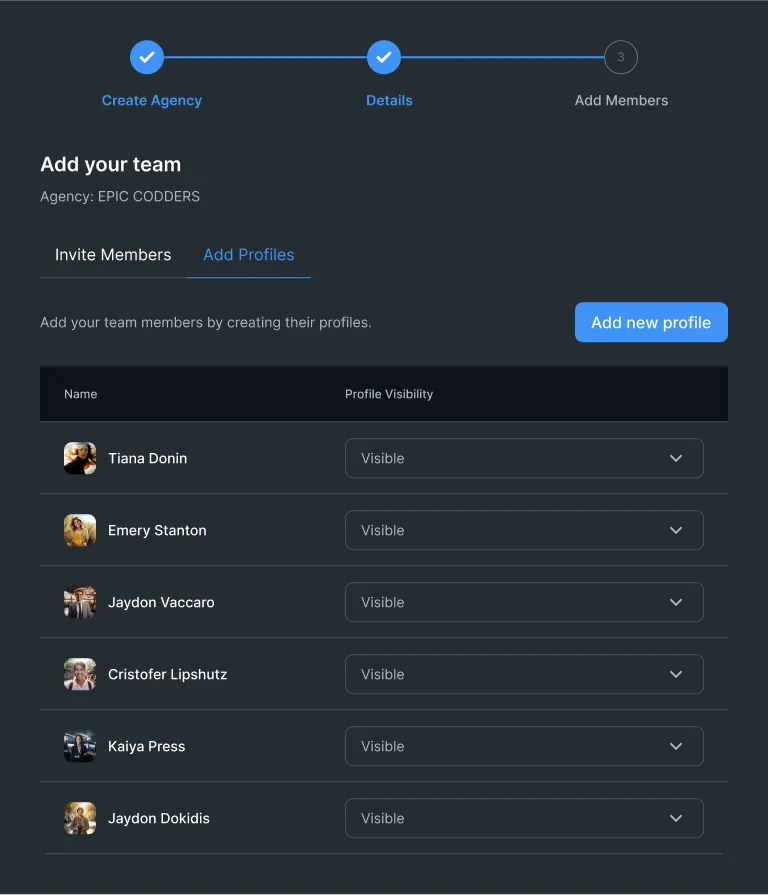 3
Create Agency
Details
Add Members
Add your team
Agency: EPIC CODDERS
Invite Members
Add Profiles
Add your team members by creating their profiles.
Add new profile
Name
Profile Visibility
Tiana Donin
Visible
Emery Stanton
Visible
Jaydon Vaccaro
Visible
Cristofer Lipshutz
Visible
Kaiya Press
Visible
Jaydon Dokidis
Visible